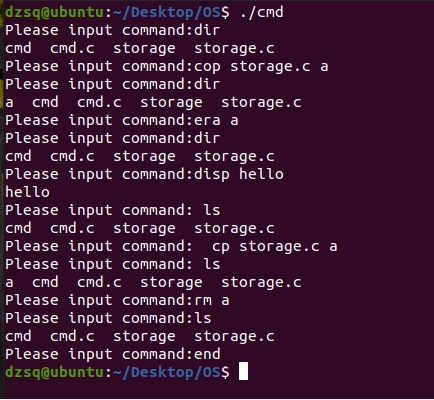 dzsq@ubuntu:~/Desktop/OS$ ./cmd
Please input command:dir
cmd  cmd.c  storage  storage.c
Please input command:cop storage.c a
Please input command:dir
a  cmd  cmd.c  storage  storage.c
Please input command:era a
Please input command:dir
cmd  cmd.c  storage  storage.c
Please input command:disp hello
hello
Please input command: ls
cmd  cmd.c  storage  storage.c
Please input command:  cp storage.c a
Please input command: ls
a  cmd  cmd.c  storage  storage.c
Please input command:rm a
Please input command:ls
cmd  cmd.c  storage  storage.c
Please input command:end
dzsq@ubuntu:~/Desktop/OS$